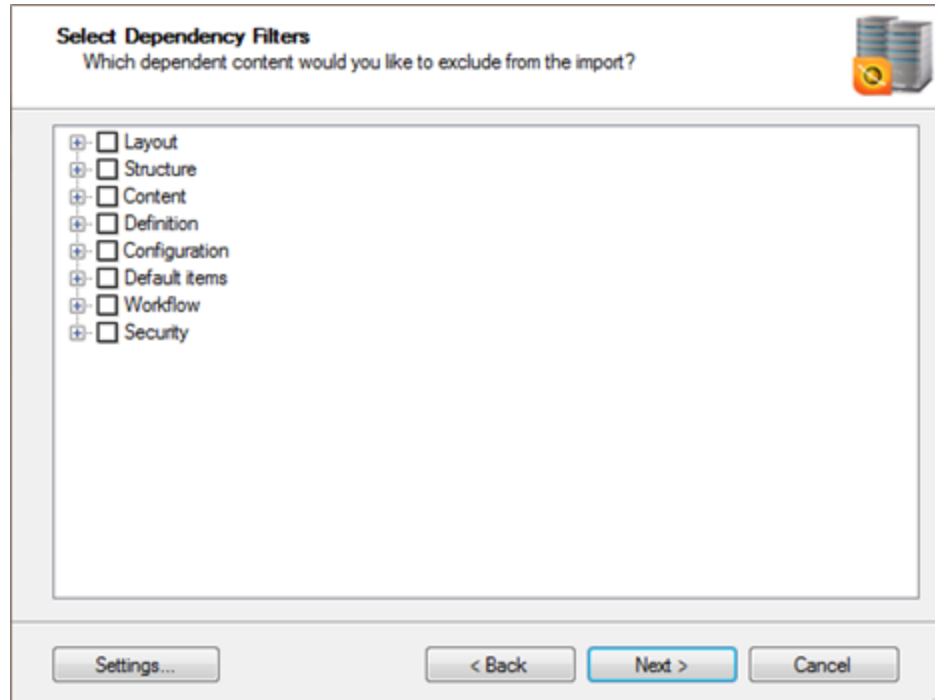 Select Dependency Filters
Which dependent content would you like to exclude from the import?
Layout
Structure
Content
Definition
Configuration
Default items
Workflow
Security
Settings...
< Back
Next >
Cancel